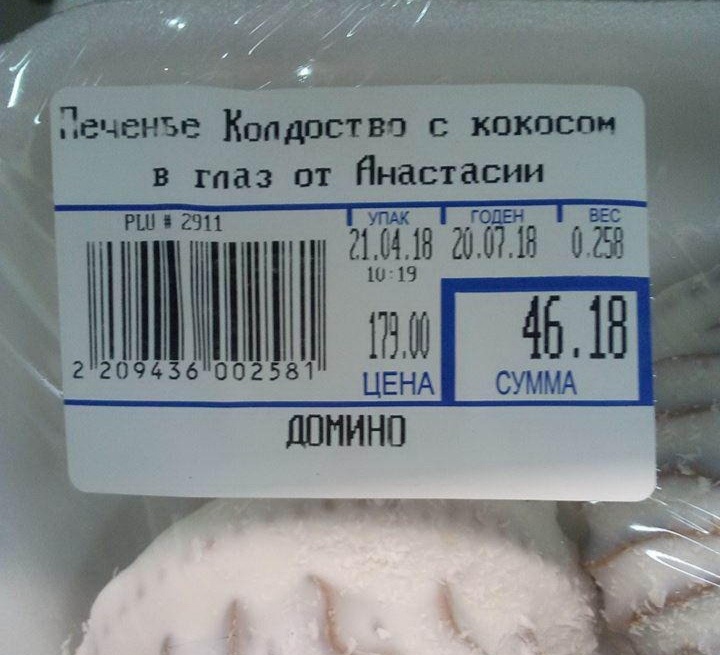 Печенье Колдоство с кокосом
в глаз от Анастасии
PLU # 2911
УПАК ГОДЕН ВЕС
21.04.18 20.07.18 0.258
10:19
179.00 46.18
2 209436 002581
ЦЕНА СУММА
ДОМИНО